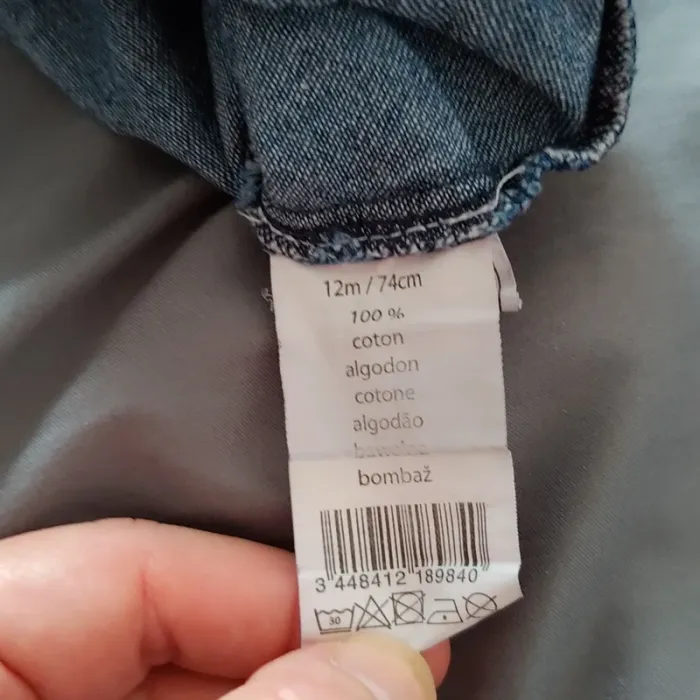 12m / 74cm
100 %
coton
algodon
cotone
algodão
bombaž
3 448412 189840
30